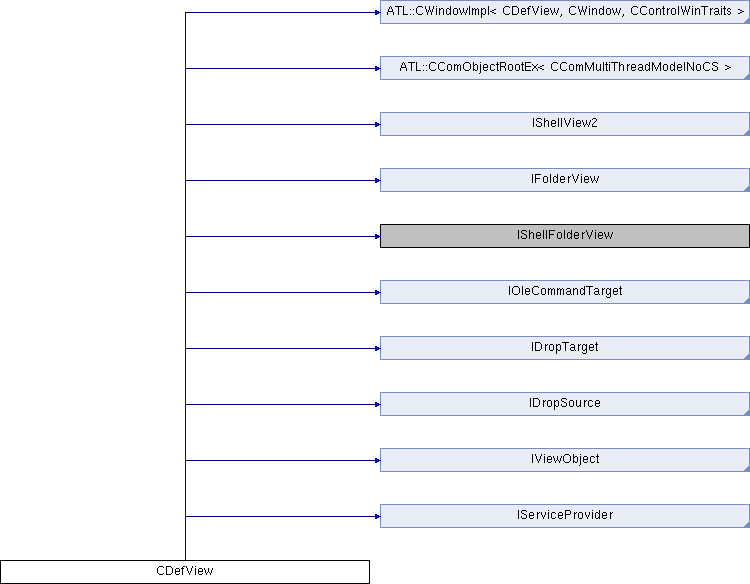 ATL::CWindowImpl< CDefView, CWindow, CControlWinTraits >
ATL::CComObjectRootEx< CComMultiThreadModelNoCS >
IShellView2
IFolderView
IShellFolderView
IOleCommandTarget
IDropTarget
IDropSource
IViewObject
IServiceProvider
CDefView